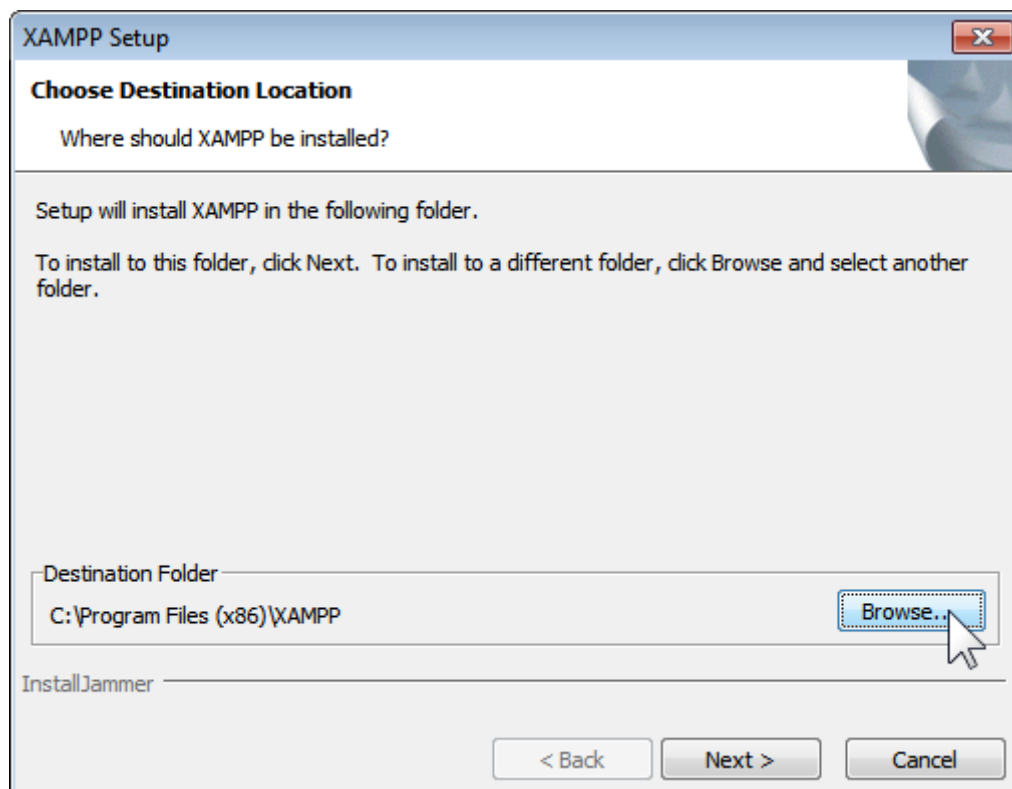 XAMPP Setup
Choose Destination Location
Where should XAMPP be installed?
Setup will install XAMPP in the following folder.
To install to this folder, click Next.  To install to a different folder, click Browse and select another
folder.
Destination Folder
C:\Program Files (x86)\XAMPP
Browse...
InstallJammer
< Back
Next >
Cancel